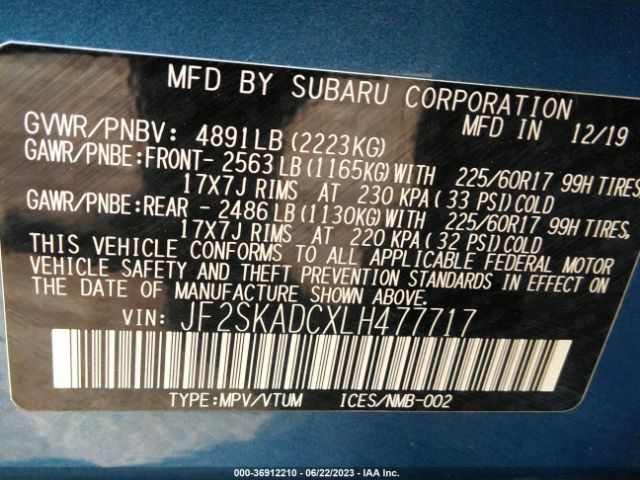 MFD BY SUBARU CORPORATION
MFD IN 12/19
GVWR/PNBV: 4891LB(2223KG)
GAWR/PNBE:FRONT- 2563LB(1165KG)WITH 225/60R17 99H TIRES,
17X7J RIMS AT 230 KPA(33 PSI)COLD
GAWR/PNBE:REAR - 2486LB(1130KG)WITH 225/60R17 99H TIRES,
17X7J RIMS AT 220 KPA(32 PSI)COLD
THIS VEHICLE CONFORMS TO ALL APPLICABLE FEDERAL MOTOR
VEHICLE SAFETY AND THEFT PREVENTION STANDARDS IN EFFECT ON
THE DATE OF MANUFACTURE SHOWN ABOVE.
VIN: JF2SKADCXLH477717
TYPE:MPV/VTUM ICES/NMB-002
000-36912210 - 06/22/2023 - IAA Inc.